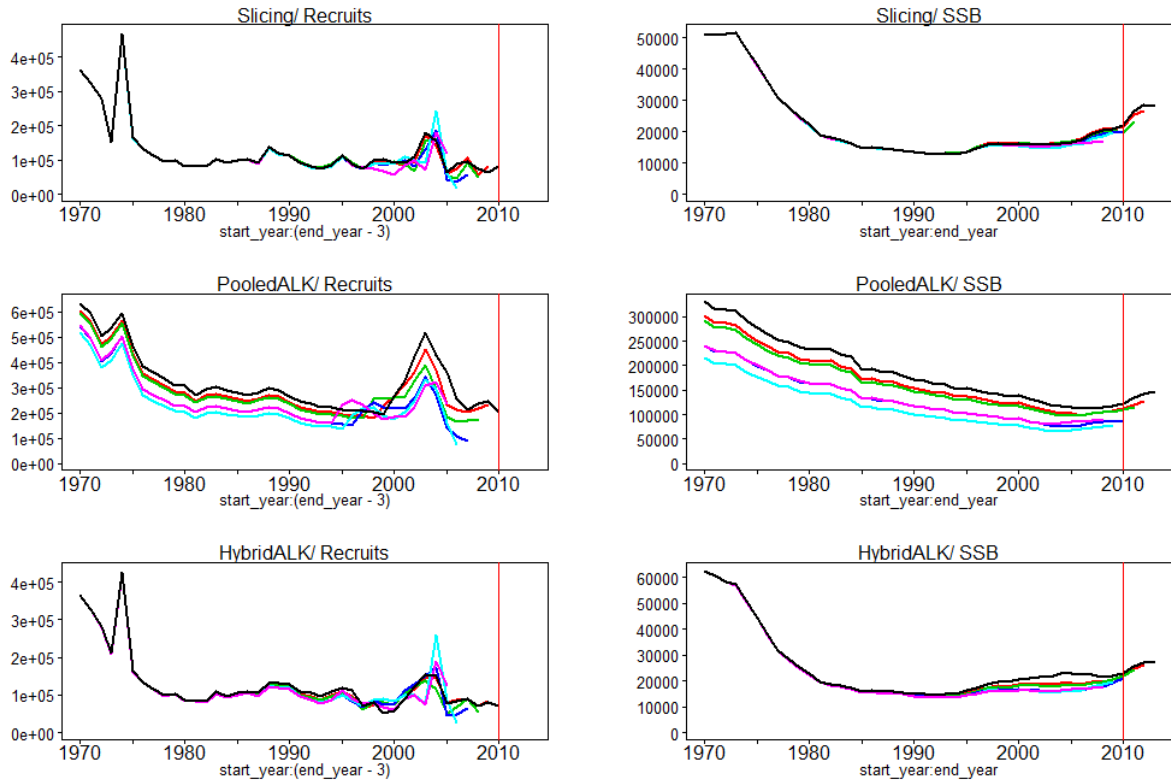 Slicing/ Recruits
4e+05
3e+05
2e+05
1e+05
0e+00
1970 1980 1990 2000 2010
start_year:(end_year - 3)
Slicing/ SSB
50000
40000
30000
20000
10000
0
1970 1980 1990 2000 2010
start_year:end_year
PooledALK/ Recruits
6e+05
5e+05
4e+05
3e+05
2e+05
1e+05
0e+00
1970 1980 1990 2000 2010
start_year:(end_year - 3)
PooledALK/ SSB
300000
250000
200000
150000
100000
50000
0
1970 1980 1990 2000 2010
start_year:end_year
HybridALK/ Recruits
4e+05
3e+05
2e+05
1e+05
0e+00
1970 1980 1990 2000 2010
start_year:(end_year - 3)
HybridALK/ SSB
60000
50000
40000
30000
20000
10000
0
1970 1980 1990 2000 2010
start_year:end_year